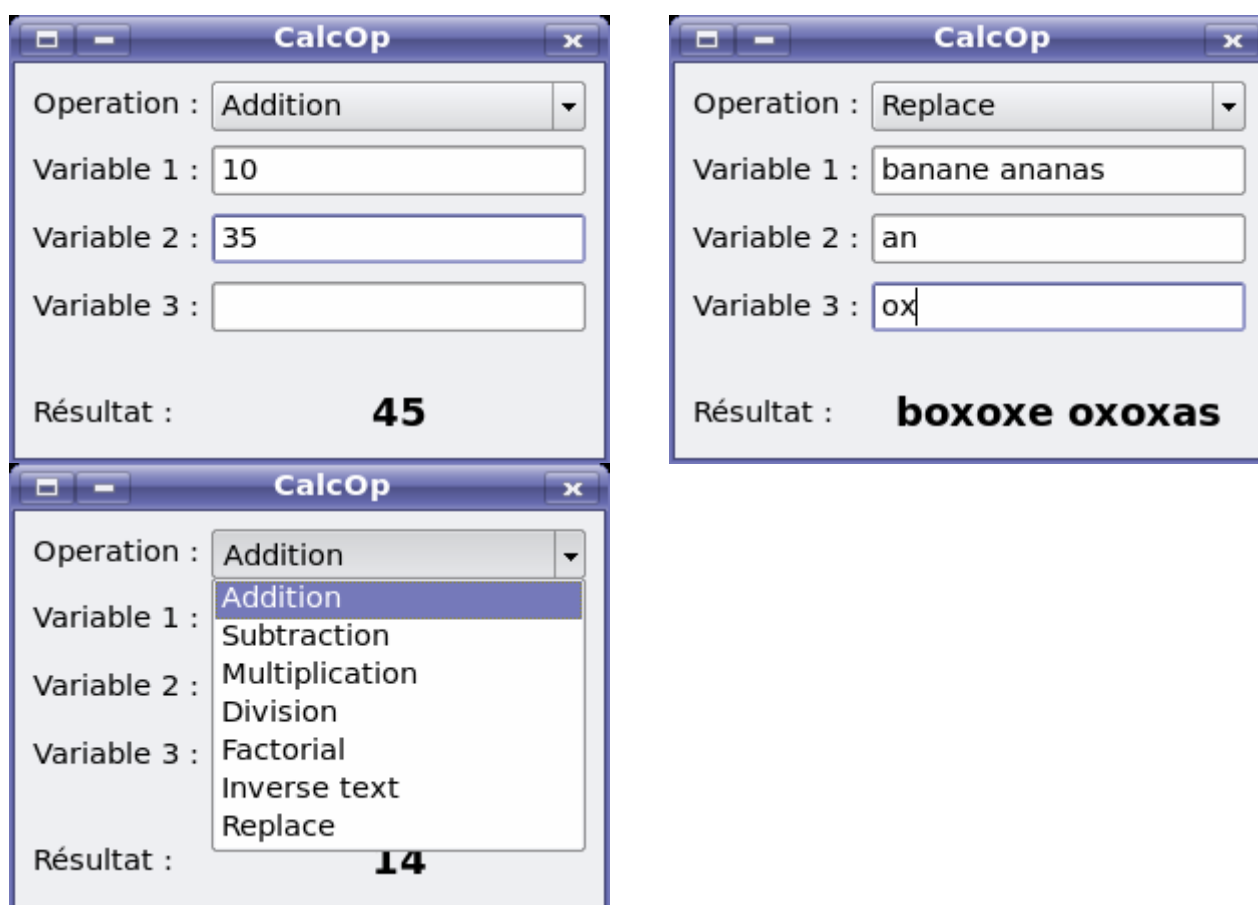 CalcOp
Operation : Addition
Variable 1 : 10
Variable 2 : 35
Variable 3 :
Résultat : 45
CalcOp
Operation : Replace
Variable 1 : banane ananas
Variable 2 : an
Variable 3 : ox
Résultat : boxoxe oxoxas
CalcOp
Operation : Addition
Addition
Variable 1 :
Subtraction
Multiplication
Variable 2 :
Division
Variable 3 :
Factorial
Inverse text
Replace
Résultat : 14